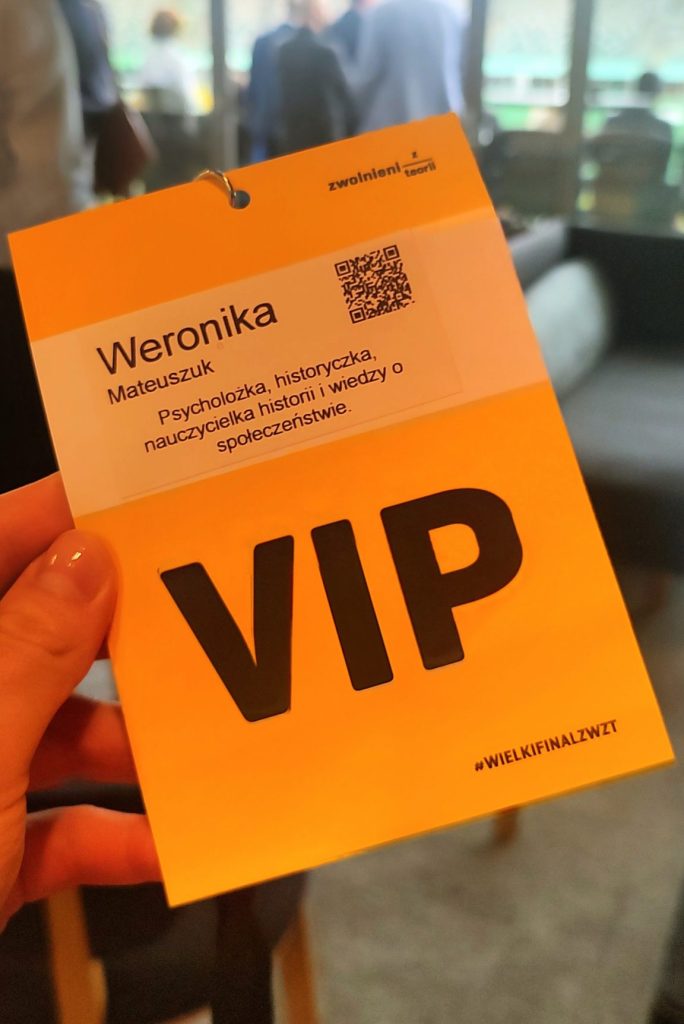 zwolnieni z teorii
Weronika
Mateuszuk
Psycholożka, historyczka,
nauczycielka historii i wiedzy o
społeczeństwie.
VIP
#WIELKIFINALZWZT